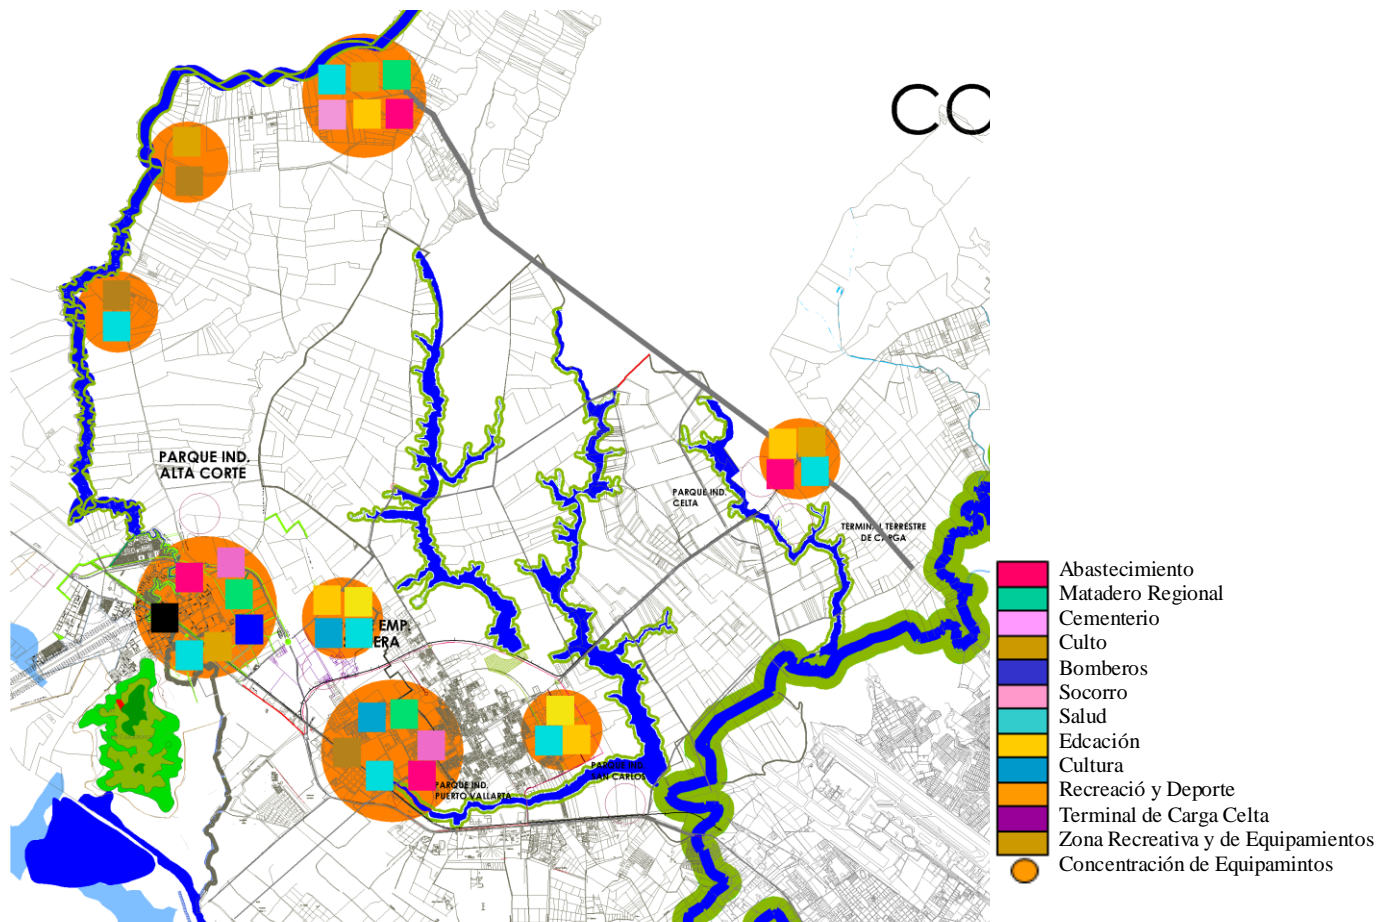 CO
PARQUE IND.
ALTA CORTE
PARQUE IND.
CELTA
TERMINAL TERRESTRE
DE CARGA
EMP.
ERA
PARQUE IND.
SAN CARLOS
PARQUE IND.
PUERTO VALLARTA
Abastecimiento
Matadero Regional
Cementerio
Culto
Bomberos
Socorro
Salud
Edcación
Cultura
Recreació y Deporte
Terminal de Carga Celta
Zona Recreativa y de Equipamientos
Concentración de Equipamintos